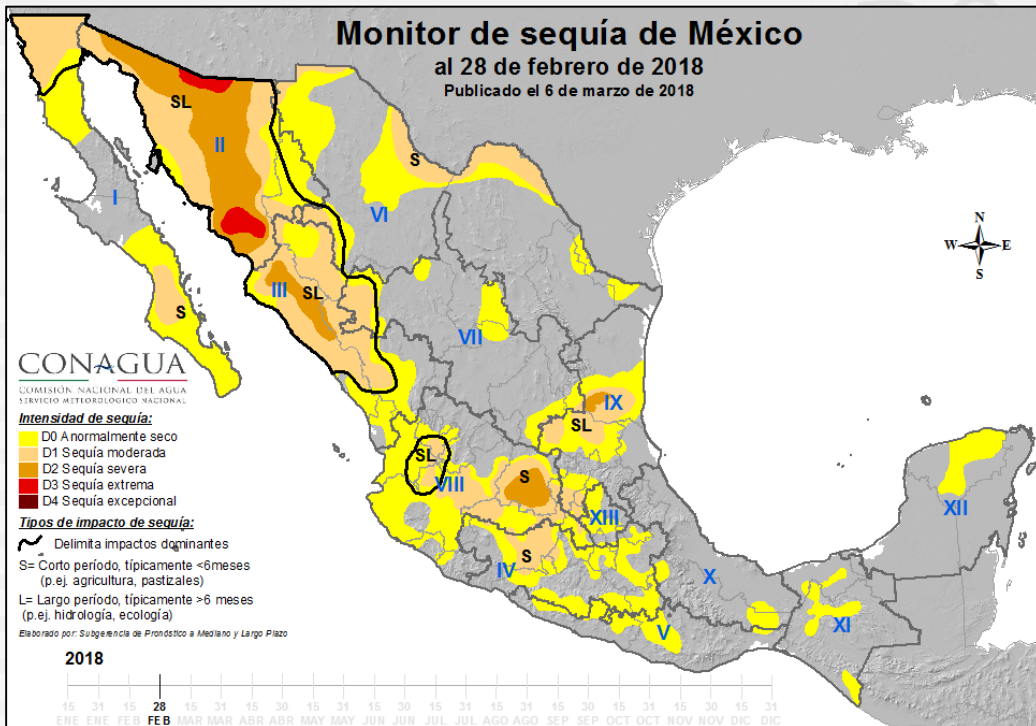 Monitor de sequía de México
al 28 de febrero de 2018
Publicado el 6 de marzo de 2018
N
W E
S
SL
II
I
S
VI
III
SL
S
VII
IX
SL
SL
VIII
S
XIII
XII
IV
S
X
V
XI
CONAGUA
COMISIÓN NACIONAL DEL AGUA
SERVICIO METEOROLÓGICO NACIONAL
Intensidad de sequía:
D0 Anormalmente seco
D1 Sequía moderada
D2 Sequía severa
D3 Sequía extrema
D4 Sequía excepcional
Tipos de impacto de sequía:
Delimita impactos dominantes
S= Corto período, típicamente <6meses
(p.ej. agricultura, pastizales)
L= Largo período, típicamente >6 meses
(p.ej. hidrología, ecología)
Elaborado por: Subgerencia de Pronóstico a Mediano y Largo Plazo
2018
15 31 15 28 15 31 15 30 15 31 15 30 15 31 15 31 15 30 15 31 15 30 15 31
ENE ENE FEB FEB MAR MAR ABR ABR MAY MAY JUN JUN JUL JUL AGO AGO SEP SEP OCT OCT NOV NOV DIC DIC